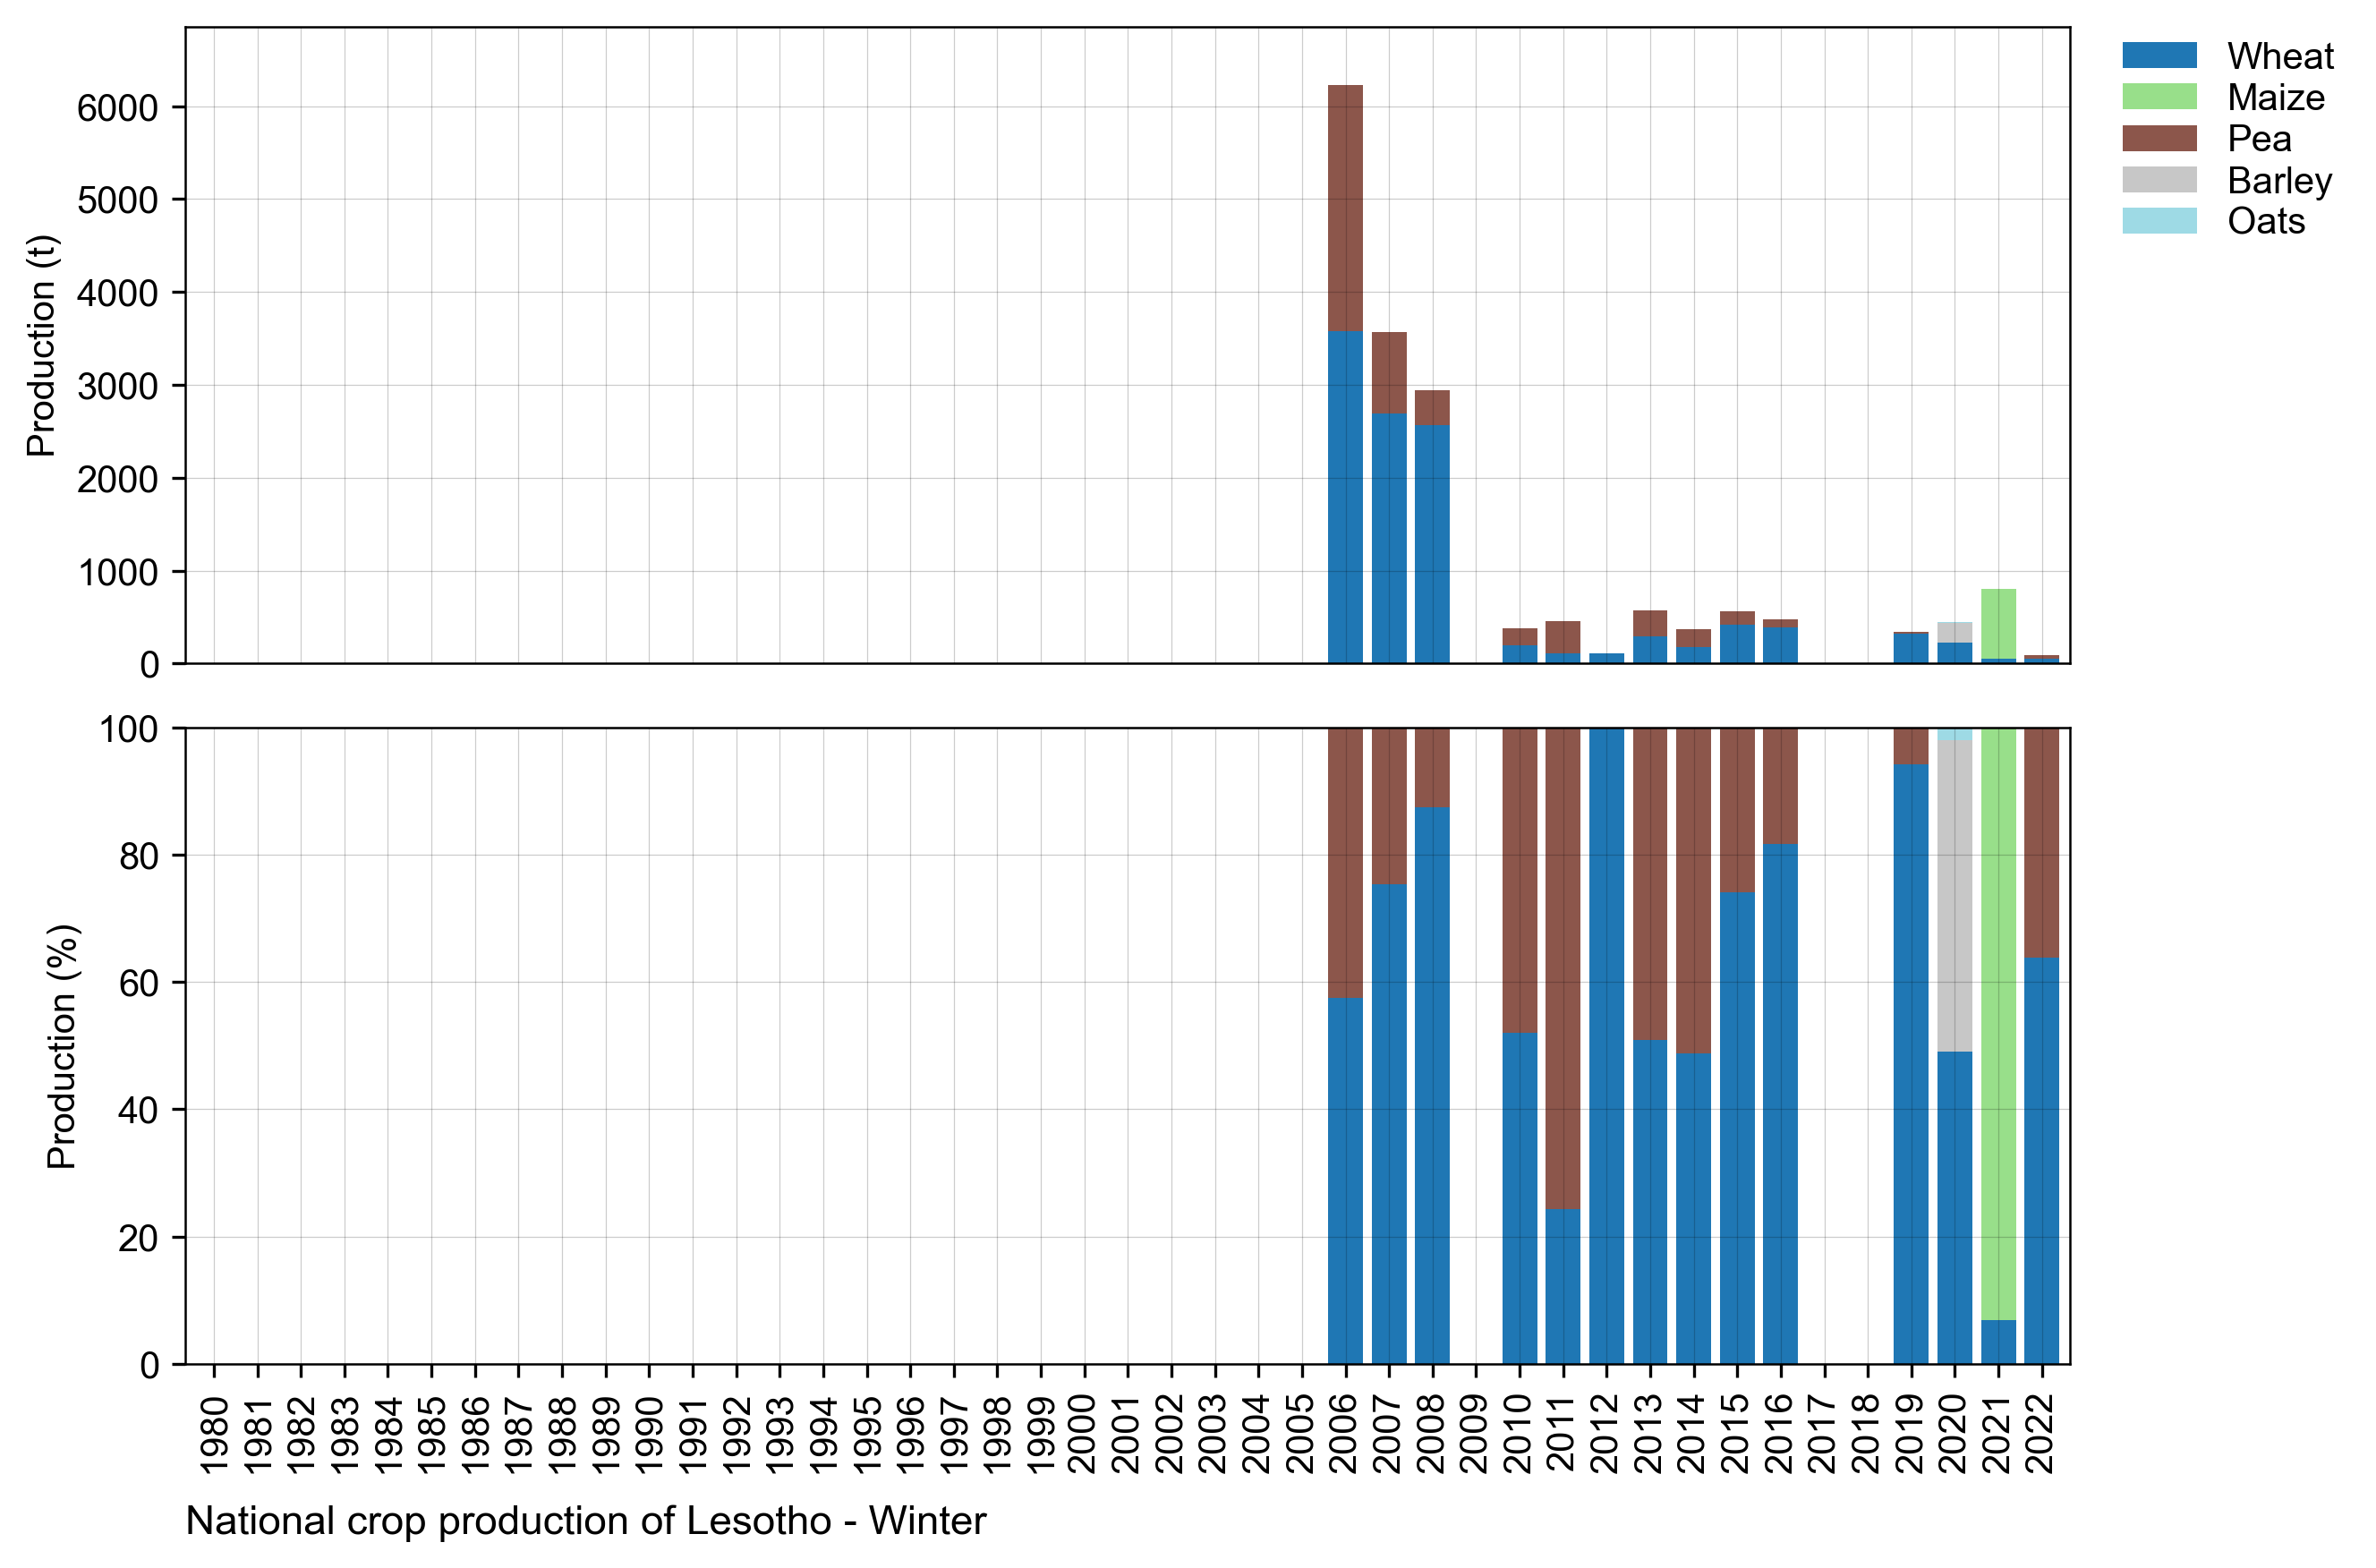 Production (t)
6000
5000
4000
3000
2000
1000
0
Wheat
Maize
Pea
Barley
Oats
Production (%)
100
80
60
40
20
0
1980 1981 1982 1983 1984 1985 1986 1987 1988 1989 1990 1991 1992 1993 1994 1995 1996 1997 1998 1999 2000 2001 2002 2003 2004 2005 2006 2007 2008 2009 2010 2011 2012 2013 2014 2015 2016 2017 2018 2019 2020 2021 2022
National crop production of Lesotho - Winter